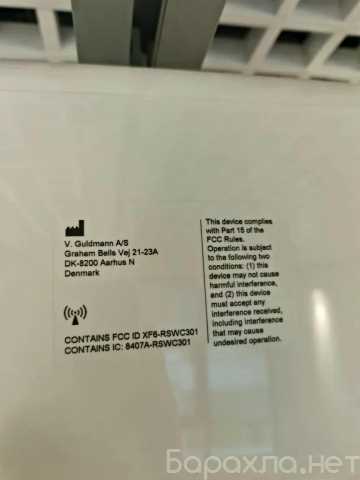 V. Guldmann A/S
Graham Bells Vej 21-23A
DK-8200 Aarhus N
Denmark
CONTAINS FCC ID XF6-RSWC301
CONTAINS IC: 8407A-RSWC301
This device complies
with Part 15 of the
FCC Rules.
Operation is subject
to the following two
conditions: (1) this
device may not cause
harmful interference,
and (2) this device
must accept any
interference received,
including interference
that may cause
undesired operation.
Барахла.нет